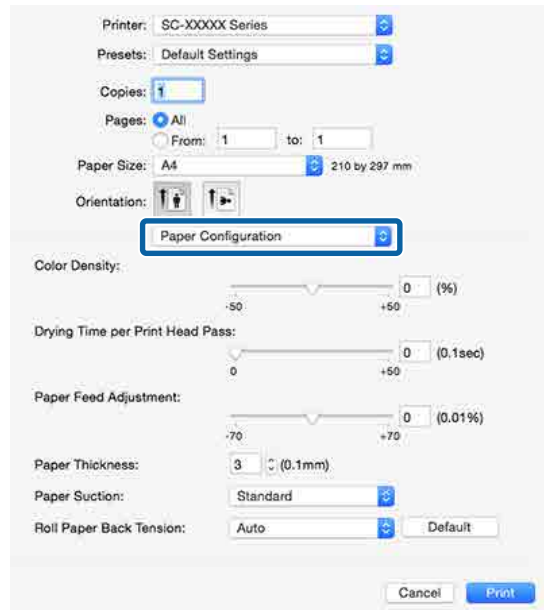 Printer: SC-XXXXX Series
Presets: Default Settings
Copies: 1
Pages: All
From: 1 to: 1
Paper Size: A4 210 by 297 mm
Orientation:
Paper Configuration
Color Density:
0 (%)
-50 +50
Drying Time per Print Head Pass:
0 (0.1sec)
0 +50
Paper Feed Adjustment:
0 (0.01%)
-70 +70
Paper Thickness: 3 (0.1mm)
Paper Suction: Standard
Roll Paper Back Tension: Auto Default
Cancel Print